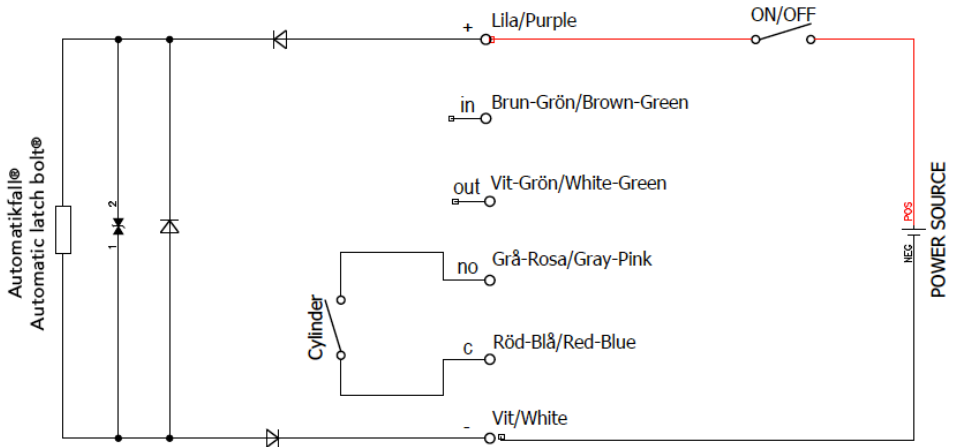 Lila/Purple
ON/OFF
+
in
Brun-Grön/Brown-Green
out
Vit-Grön/White-Green
Automatikfall®
Automatic latch bolt®
2
1
POS
NEG
POWER SOURCE
no
Grå-Rosa/Gray-Pink
Cylinder
c
Röd-Blå/Red-Blue
-
Vit/White